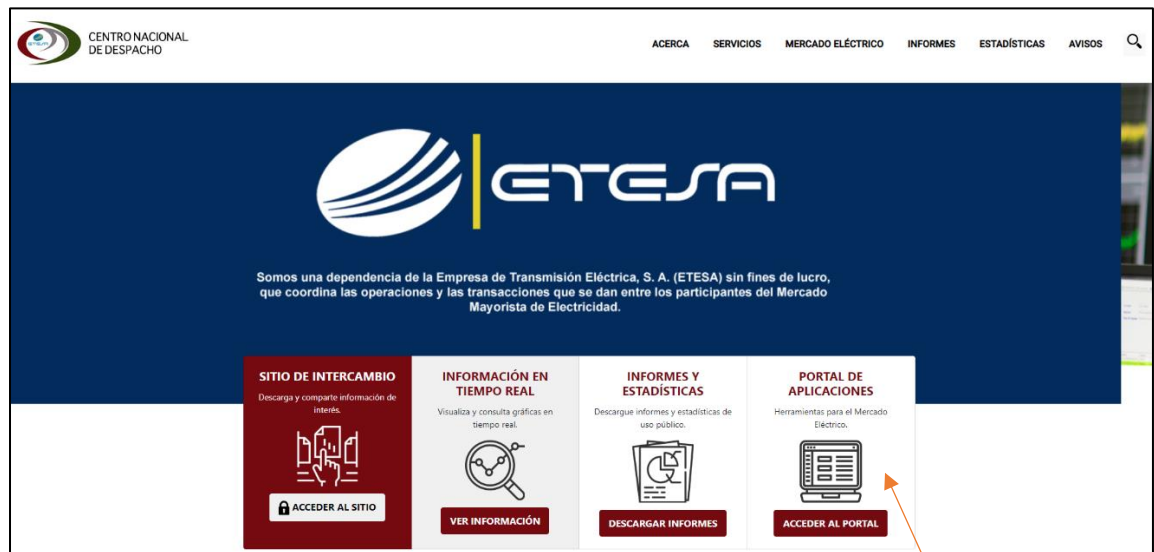 CENTRO NACIONAL
DE DESPACHO
ACERCA SERVICIOS MERCADO ELÉCTRICO INFORMES ESTADÍSTICAS AVISOS
ETESA
Somos una dependencia de la Empresa de Transmisión Eléctrica, S. A. (ETESA) sin fines de lucro,
que coordina las operaciones y las transacciones que se dan entre los participantes del Mercado
Mayorista de Electricidad.
SITIO DE INTERCAMBIO
Descarga y comparte información de
interés.
ACCEDER AL SITIO
INFORMACIÓN EN
TIEMPO REAL
Visualiza y consulta gráficas en
tiempo real.
VER INFORMACIÓN
INFORMES Y
ESTADÍSTICAS
Descargue informes y estadísticas de
uso público.
DESCARGAR INFORMES
PORTAL DE
APLICACIONES
Herramientas para el Mercado
Eléctrico.
ACCEDER AL PORTAL